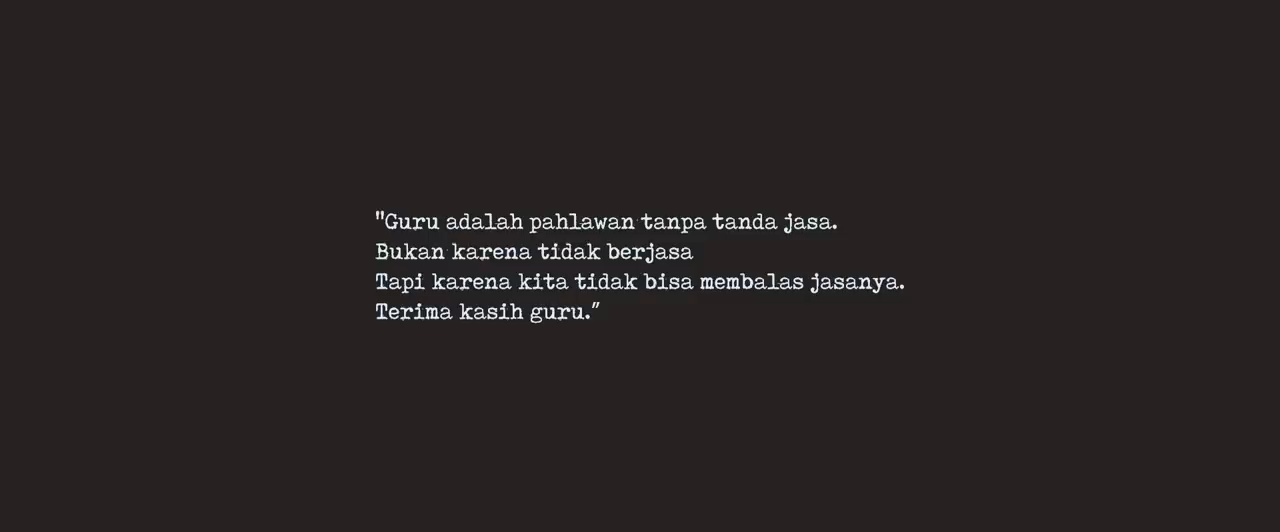 "Guru adalah pahlawan tanpa tanda jasa.
Bukan karena tidak berjasa
Tapi karena kita tidak bisa membalas jasanya.
Terima kasih guru."